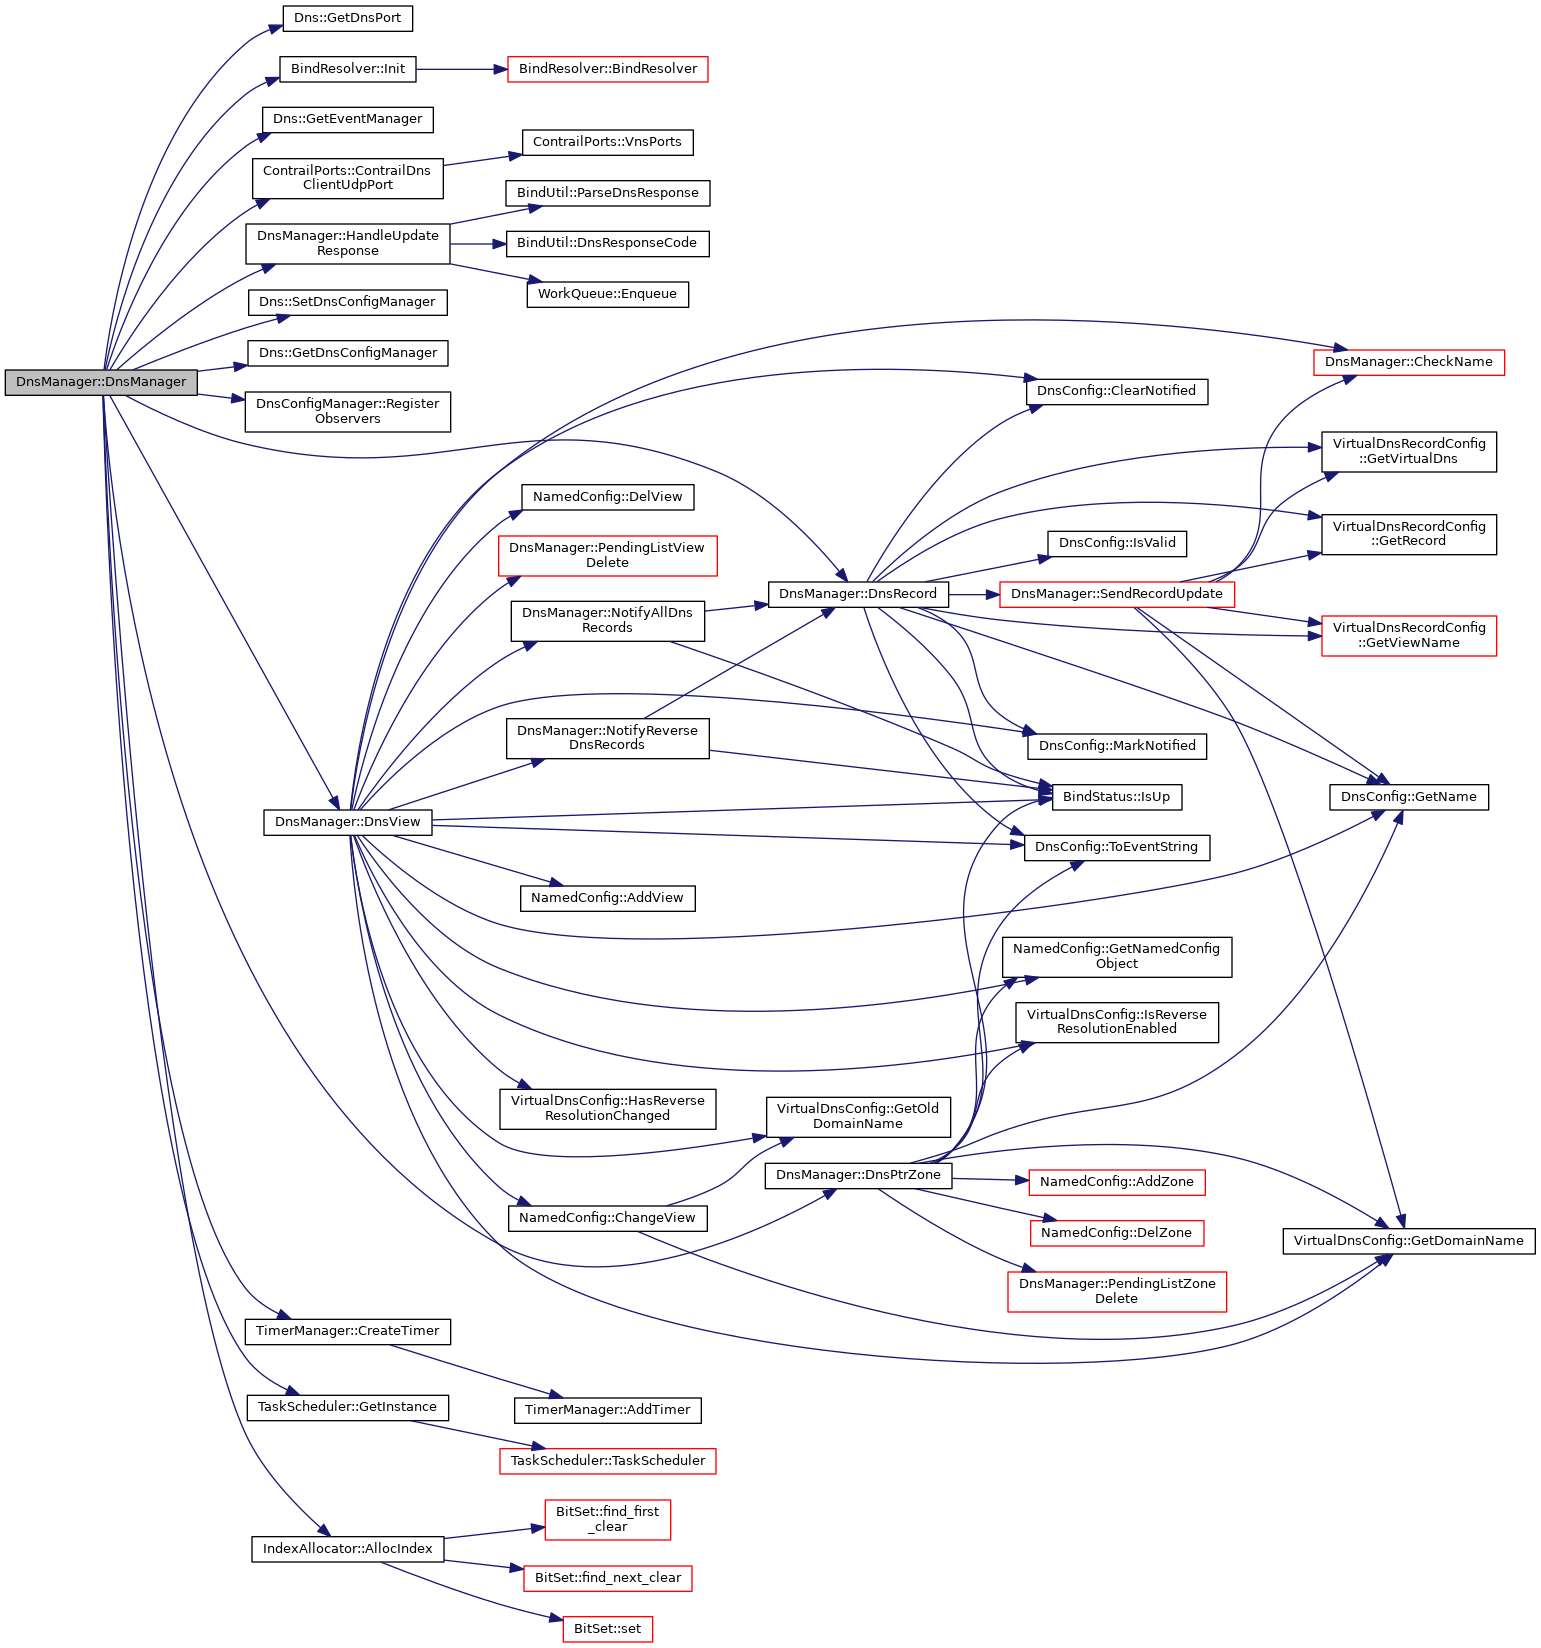 Dns::GetDnsPort
BindResolver::Init
BindResolver::BindResolver
Dns::GetEventManager
ContrailPorts::VnsPorts
ContrailPorts::ContrailDns
ClientUdpPort
BindUtil::ParseDnsResponse
DnsManager::HandleUpdate
Response
BindUtil::DnsResponseCode
WorkQueue::Enqueue
Dns::SetDnsConfigManager
Dns::GetDnsConfigManager
DnsManager::CheckName
DnsManager::DnsManager
DnsConfig::ClearNotified
DnsConfigManager::Register
Observers
VirtualDnsRecordConfig
::GetVirtualDns
NamedConfig::DelView
VirtualDnsRecordConfig
::GetRecord
DnsConfig::IsValid
DnsManager::PendingListView
Delete
DnsManager::DnsRecord
DnsManager::SendRecordUpdate
DnsManager::NotifyAllDns
Records
VirtualDnsRecordConfig
::GetViewName
DnsManager::NotifyReverse
DnsRecords
DnsConfig::MarkNotified
BindStatus::IsUp
DnsConfig::GetName
DnsManager::DnsView
DnsConfig::ToEventString
NamedConfig::AddView
NamedConfig::GetNamedConfig
Object
VirtualDnsConfig::IsReverse
ResolutionEnabled
VirtualDnsConfig::HasReverse
ResolutionChanged
VirtualDnsConfig::GetOld
DomainName
DnsManager::DnsPtrZone
NamedConfig::AddZone
NamedConfig::ChangeView
NamedConfig::DelZone
VirtualDnsConfig::GetDomainName
DnsManager::PendingListZone
Delete
TimerManager::CreateTimer
TaskScheduler::GetInstance
TimerManager::AddTimer
TaskScheduler::TaskScheduler
BitSet::find_first
_clear
IndexAllocator::AllocIndex
BitSet::find_next_clear
BitSet::set